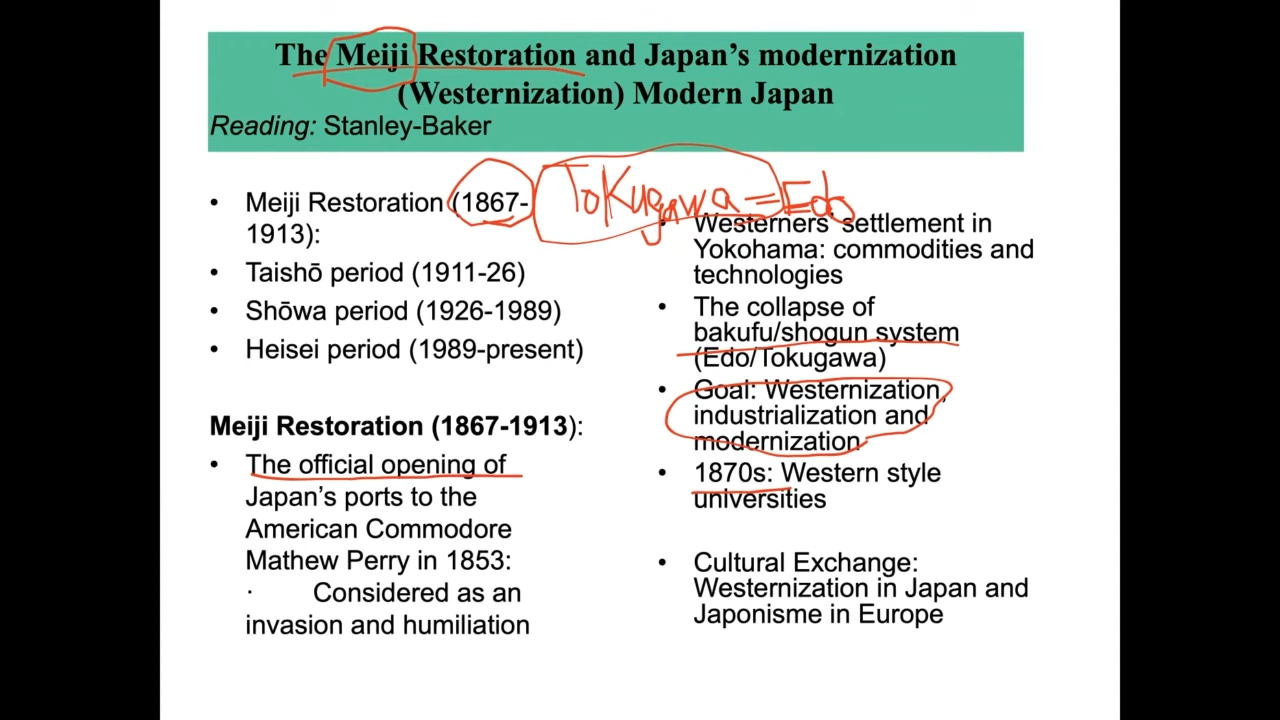 The Meiji Restoration and Japan's modernization
(Westernization) Modern Japan
Reading: Stanley-Baker
• Meiji Restoration (1867-
1913):
• Taishō period (1911-26)
• Shōwa period (1926-1989)
• Heisei period (1989-present)
Meiji Restoration (1867-1913):
• The official opening of
Japan's ports to the
American Commodore
Mathew Perry in 1853:
· Considered as an
invasion and humiliation
ToKugawa = Edo
• Westerners' settlement in
Yokohama: commodities and
technologies
• The collapse of
bakufu/shogun system
(Edo/Tokugawa)
• Goal: Westernization,
industrialization and
modernization
• 1870s: Western style
universities
• Cultural Exchange:
Westernization in Japan and
Japonisme in Europe